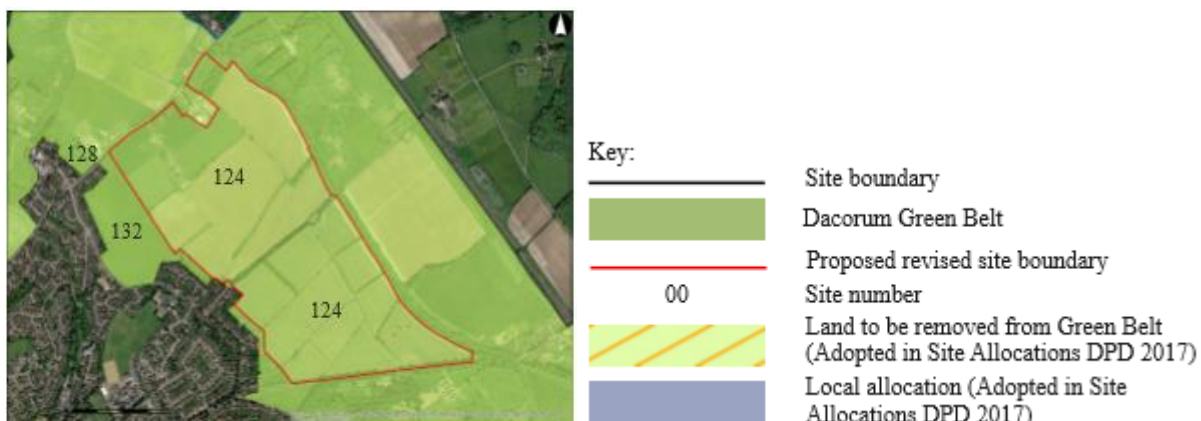 128
124
132
124
Key:
Site boundary
Dacorum Green Belt
Proposed revised site boundary
00
Site number
Land to be removed from Green Belt
(Adopted in Site Allocations DPD 2017)
Local allocation (Adopted in Site
Allocations DPD 2017)